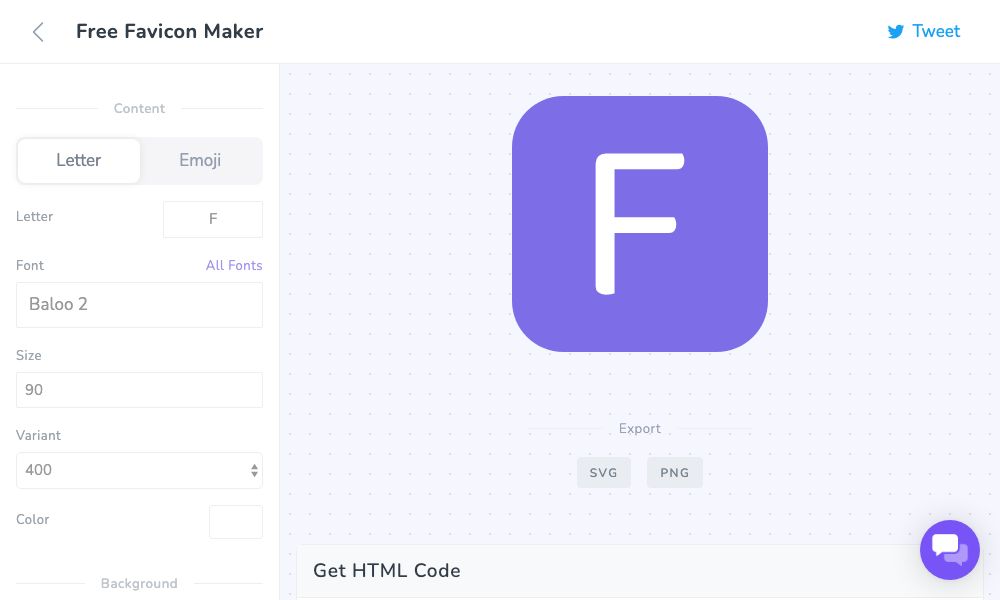 Free Favicon Maker
Tweet
Content
Letter
Emoji
Letter
F
Font
All Fonts
Baloo 2
Size
90
Variant
400
Color
Background
F
Export
SVG
PNG
Get HTML Code